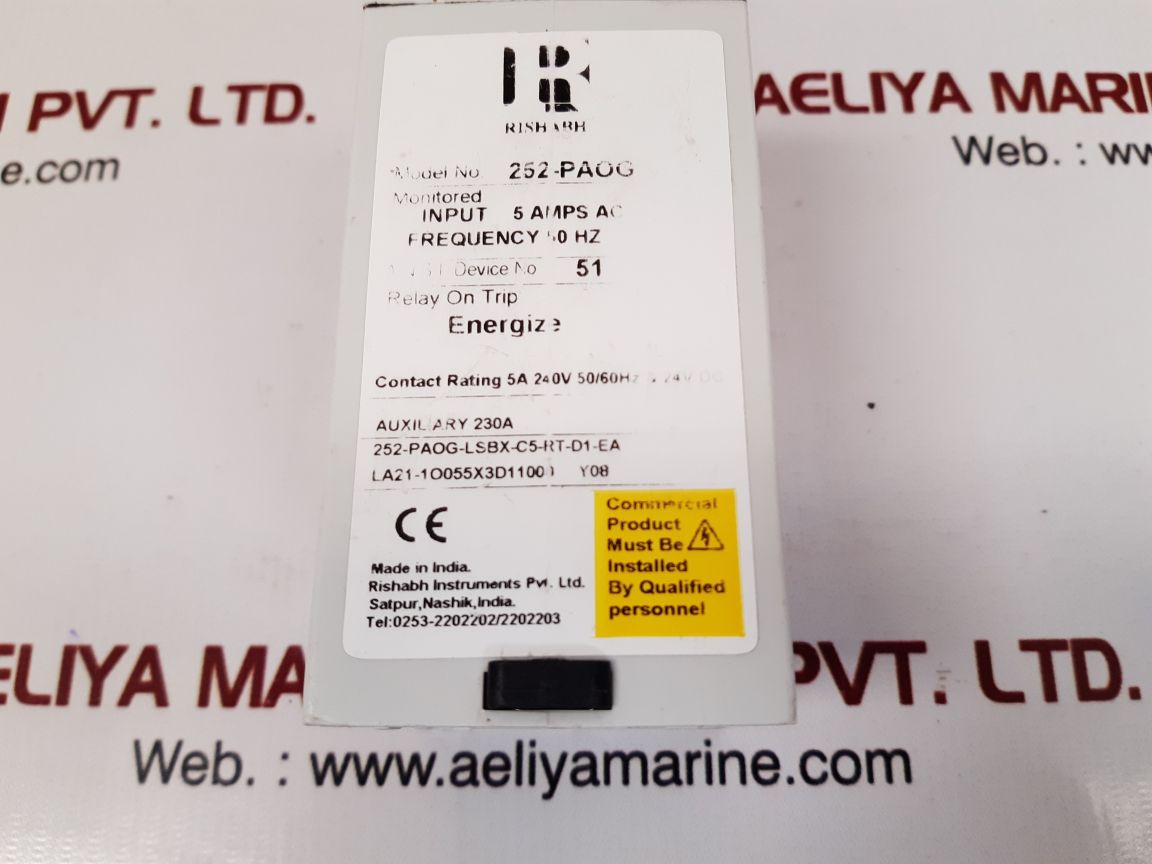 PVT. LTD.
AELIYA MARI
e.com
Web. : ww
RISHABH
Model No. 252-PAOG
Monitored
INPUT 5 AMPS AC
FREQUENCY 50 HZ
Device No 51
Relay On Trip
Energize
Contact Rating 5A 240V 50/60Hz 24V DC
AUXILIARY 230A
252-PAOG-LSBX-C5-RT-D1-EA
Y08
CE
Made in India.
Rishabh Instruments Pvt. Ltd.
Satpur,Nashik,India.
Tel:0253-2202202/2202203
Commercial
Product
Must Be
Installed
By Qualified
personnel
ELIYA MA
PVT. LTD.
Web. : www.aeliyamarine.com